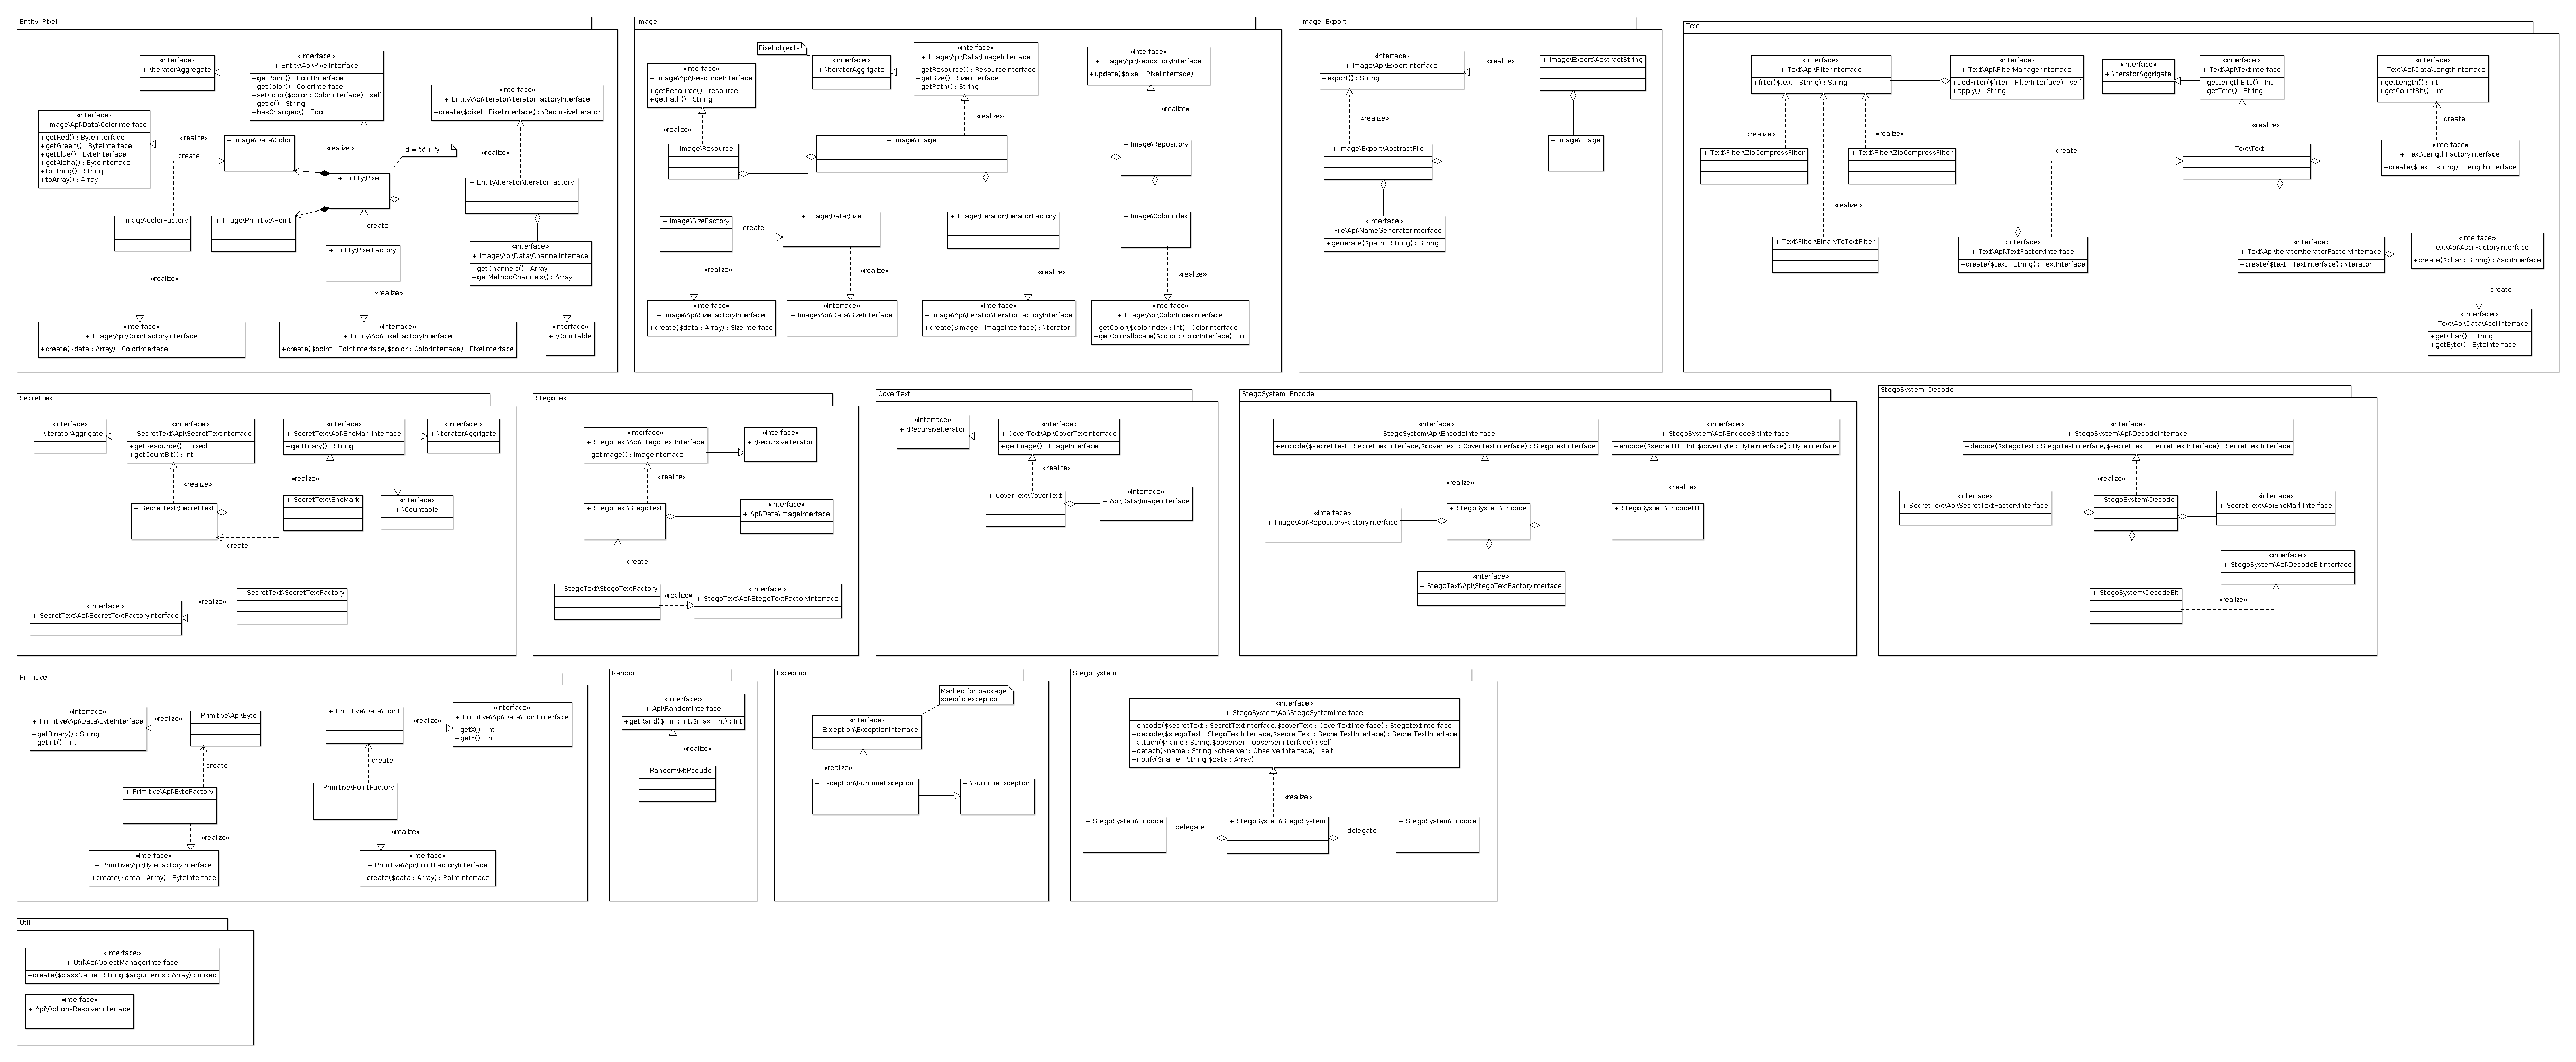 Entity: Pixel
«interface»
+ \IteratorAggregate
«interface»
+ Entity\Api\PixelInterface
+getPoint() : PointInterface
+getColor() : ColorInterface
+setColor($color : ColorInterface) : self
+getId() : String
+hasChanged() : Bool
«interface»
+ Entity\Api\Iterator\IteratorFactoryInterface
+create($pixel : PixelInterface) : \RecursiveIterator
«interface»
+ Image\Api\Data\ColorInterface
+getRed() : ByteInterface
+getGreen() : ByteInterface
+getBlue() : ByteInterface
+getAlpha() : ByteInterface
+toString() : String
+toArray() : Array
«realize»
create
+ Image\Data\Color
«realize»
id = 'x' + 'y'
«realize»
+ Entity\Pixel
+ Entity\Iterator\IteratorFactory
+ Image\ColorFactory
+ Image\Primitive\Point
create
+ Entity\PixelFactory
«interface»
+ Image\Api\Data\ChannelInterface
+getChannels() : Array
+getMethodChannels() : Array
«realize»
«realize»
«interface»
+ Image\Api\ColorFactoryInterface
+create($data : Array) : ColorInterface
«interface»
+ Entity\Api\PixelFactoryInterface
+create($point : PointInterface,$color : ColorInterface) : PixelInterface
«interface»
+ \Countable
Image
Pixel objects
«interface»
+ Image\Api\ResourceInterface
+getResource() : resource
+getPath() : String
«interface»
+ \IteratorAggregate
«interface»
+ Image\Api\Data\ImageInterface
+getResource() : ResourceInterface
+getSize() : SizeInterface
+getPath() : String
«interface»
+ Image\Api\RepositoryInterface
+update($pixel : PixelInterface)
«realize»
«realize»
«realize»
+ Image\Resource
+ Image\Image
+ Image\Repository
+ Image\SizeFactory
create
+ Image\Data\Size
+ Image\Iterator\IteratorFactory
+ Image\ColorIndex
«realize»
«realize»
«realize»
«realize»
«interface»
+ Image\Api\SizeFactoryInterface
+create($data : Array) : SizeInterface
«interface»
+ Image\Api\Data\SizeInterface
«interface»
+ Image\Api\Iterator\IteratorFactoryInterface
+create($image : ImageInterface) : \Iterator
«interface»
+ Image\Api\ColorIndexInterface
+getColor($colorIndex : Int) : ColorInterface
+getColorallocate($color : ColorInterface) : Int
Image: Export
«interface»
+ Image\Api\ExportInterface
+export() : String
«realize»
+ Image\Export\AbstractString
«realize»
+ Image\Export\AbstractFile
+ Image\Image
«interface»
+ File\Api\NameGeneratorInterface
+generate($path : String) : String
Text
«interface»
+ Text\Api\FilterInterface
+filter($text : String) : String
«interface»
+ Text\Api\FilterManagerInterface
+addFilter($filter : FilterInterface) : self
+apply() : String
«interface»
+ \IteratorAggregate
«interface»
+ Text\Api\TextInterface
+getLengthBits() : Int
+getText() : String
«interface»
+ Text\Api\Data\LengthInterface
+getLength() : Int
+getCountBit() : Int
«realize»
«realize»
«realize»
create
+ Text\Filter\ZipCompressFilter
+ Text\Filter\ZipCompressFilter
create
+ Text\Text
«interface»
+ Text\LengthFactoryInterface
+create($text : string) : LengthInterface
«realize»
+ Text\Filter\BinaryToTextFilter
«interface»
+ Text\Api\TextFactoryInterface
+create($text : String) : TextInterface
«interface»
+ Text\Api\Iterator\IteratorFactoryInterface
+create($text : TextInterface) : \Iterator
«interface»
+ Text\Api\AsciiFactoryInterface
+create($char : String) : AsciiInterface
create
«interface»
+ Text\Api\Data\AsciiInterface
+getChar() : String
+getByte() : ByteInterface
SecretText
«interface»
+ \IteratorAggrigate
«interface»
+ SecretText\Api\SecretTextInterface
+getResource() : mixed
+getCountBit() : int
«interface»
+ SecretText\Api\EndMarkInterface
+getBinary() : String
«interface»
+ \IteratorAggrigate
«realize»
«realize»
+ SecretText\SecretText
+ SecretText\EndMark
«interface»
+ \Countable
create
+ SecretText\SecretTextFactory
«realize»
«interface»
+ SecretText\Api\SecretTextFactoryInterface
StegoText
«interface»
+ StegoText\Api\StegoTextInterface
+getImage() : ImageInterface
«interface»
+ \RecursiveIterator
«realize»
+ StegoText\StegoText
«interface»
+ Api\Data\ImageInterface
create
+ StegoText\StegoTextFactory
«realize»
«interface»
+ StegoText\Api\StegoTextFactoryInterface
CoverText
«interface»
+ \RecursiveIterator
«interface»
+ CoverText\Api\CoverTextInterface
+getImage() : ImageInterface
«realize»
+ CoverText\CoverText
«interface»
+ Api\Data\ImageInterface
StegoSystem: Encode
«interface»
+ StegoSystem\Api\EncodeInterface
+encode($secretText : SecretTextInterface,$coverText : CoverTextInterface) : StegotextInterface
«interface»
+ StegoSystem\Api\EncodeBitInterface
+encode($secretBit : Int,$coverByte : ByteInterface) : ByteInterface
«realize»
«realize»
«interface»
+ Image\Api\RepositoryFactoryInterface
+ StegoSystem\Encode
+ StegoSystem\EncodeBit
«interface»
+ StegoText\Api\StegoTextFactoryInterface
StegoSystem: Decode
«interface»
+ StegoSystem\Api\DecodeInterface
+decode($stegoText : StegoTextInterface,$secretText : SecretTextInterface) : SecretTextInterface
«realize»
«interface»
+ SecretText\Api\SecretTextFactoryInterface
+ StegoSystem\Decode
«interface»
+ SecretText\ApiEndMarkInterface
«interface»
+ StegoSystem\Api\DecodeBitInterface
+ StegoSystem\DecodeBit
«realize»
Primitive
«interface»
+ Primitive\Api\Data\ByteInterface
+getBinary() : String
+getInt() : Int
«realize»
+ Primitive\Api\Byte
+ Primitive\Data\Point
«realize»
«interface»
+ Primitive\Api\Data\PointInterface
+getX() : Int
+getY() : Int
create
create
+ Primitive\Api\ByteFactory
+ Primitive\PointFactory
«realize»
«realize»
«interface»
+ Primitive\Api\ByteFactoryInterface
+create($data : Array) : ByteInterface
«interface»
+ Primitive\Api\PointFactoryInterface
+create($data : Array) : PointInterface
Random
«interface»
+ Api\RandomInterface
+getRand($min : Int,$max : Int) : Int
«realize»
+ Random\MtPseudo
Exception
Marked for package
specific exception
«interface»
+ Exception\ExceptionInterface
«realize»
+ Exception\RuntimeException
+ \RuntimeException
StegoSystem
«interface»
+ StegoSystem\Api\StegoSystemInterface
+encode($secretText : SecretTextInterface,$coverText : CoverTextInterface) : StegotextInterface
+decode($stegoText : StegoTextInterface,$secretText : SecretTextInterface) : SecretTextInterface
+attach($name : String,$observer : ObserverInterface) : self
+detach($name : String,$observer : ObserverInterface) : self
+notify($name : String,$data : Array)
«realize»
+ StegoSystem\Encode
delegate
+ StegoSystem\StegoSystem
delegate
+ StegoSystem\Encode
Util
«interface»
+ Util\Api\ObjectManagerInterface
+create($className : String,$arguments : Array) : mixed
«interface»
+ Api\OptionsResolverInterface